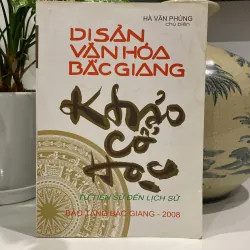 HÀ VĂN PHÙNG
chủ biên
DI SẢN
VĂN HÓA
BẮC GIANG
KHẢO
CỔ
HỌC
TỪ TIỀN SỬ ĐẾN LỊCH SỬ
BẢO TÀNG BẮC GIANG - 2008